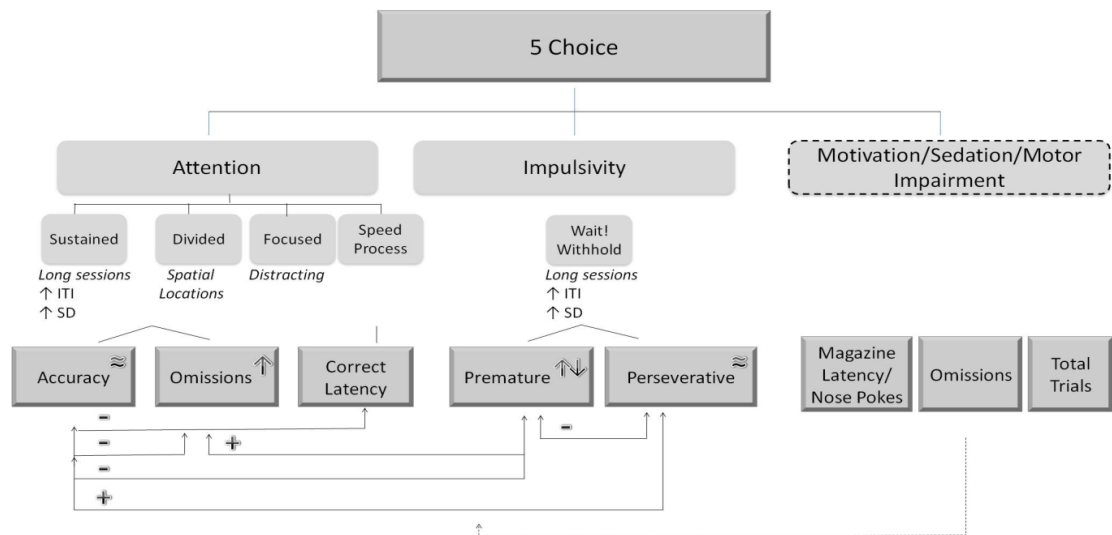 5 Choice
Attention
Impulsivity
Motivation/Sedation/Motor
Impairment
Sustained
Divided
Focused
Speed
Process
Wait!
Withhold
Long sessions
↑ ITI
↑ SD
Spatial
Locations
Distracting
Long sessions
↑ ITI
↑ SD
Accuracy ≈
Omissions ↑
Correct
Latency
Premature ↑↓
Perseverative ≈
Magazine
Latency/
Nose Pokes
Omissions
Total
Trials
-
- +
-
-
+